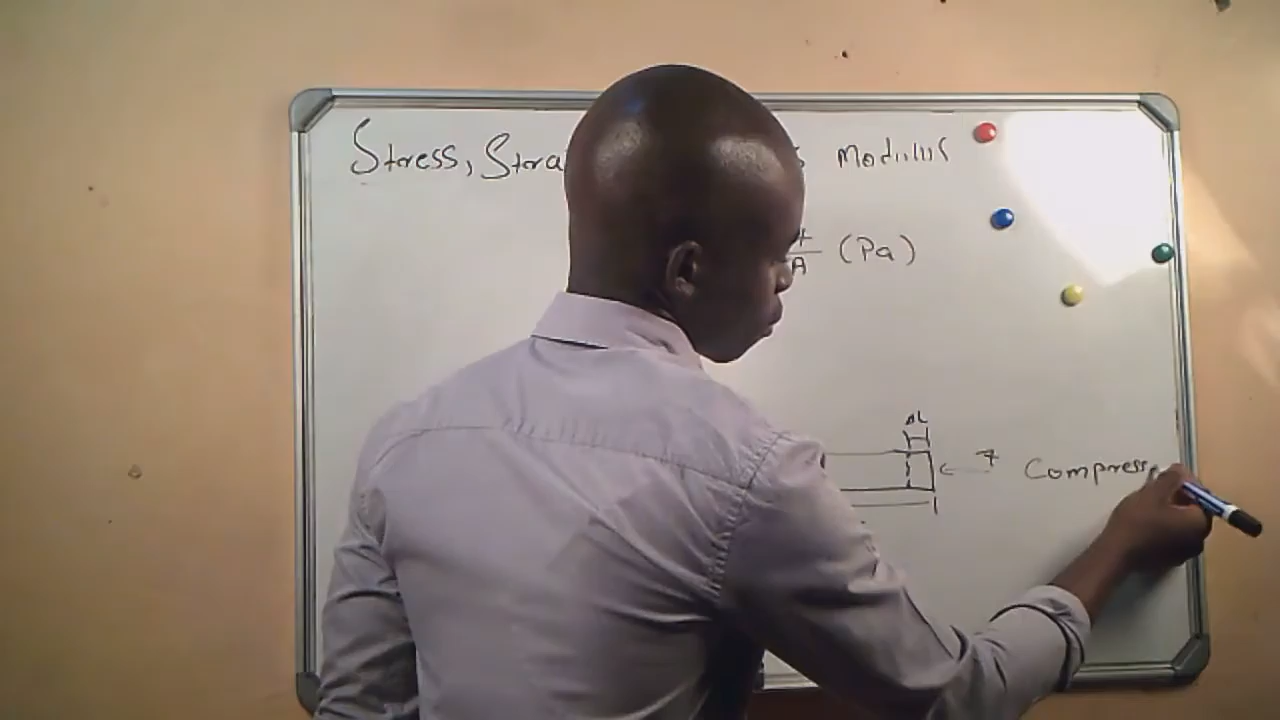 Stress, Stra Modulus
F/A (Pa)
ΔL
F Compress